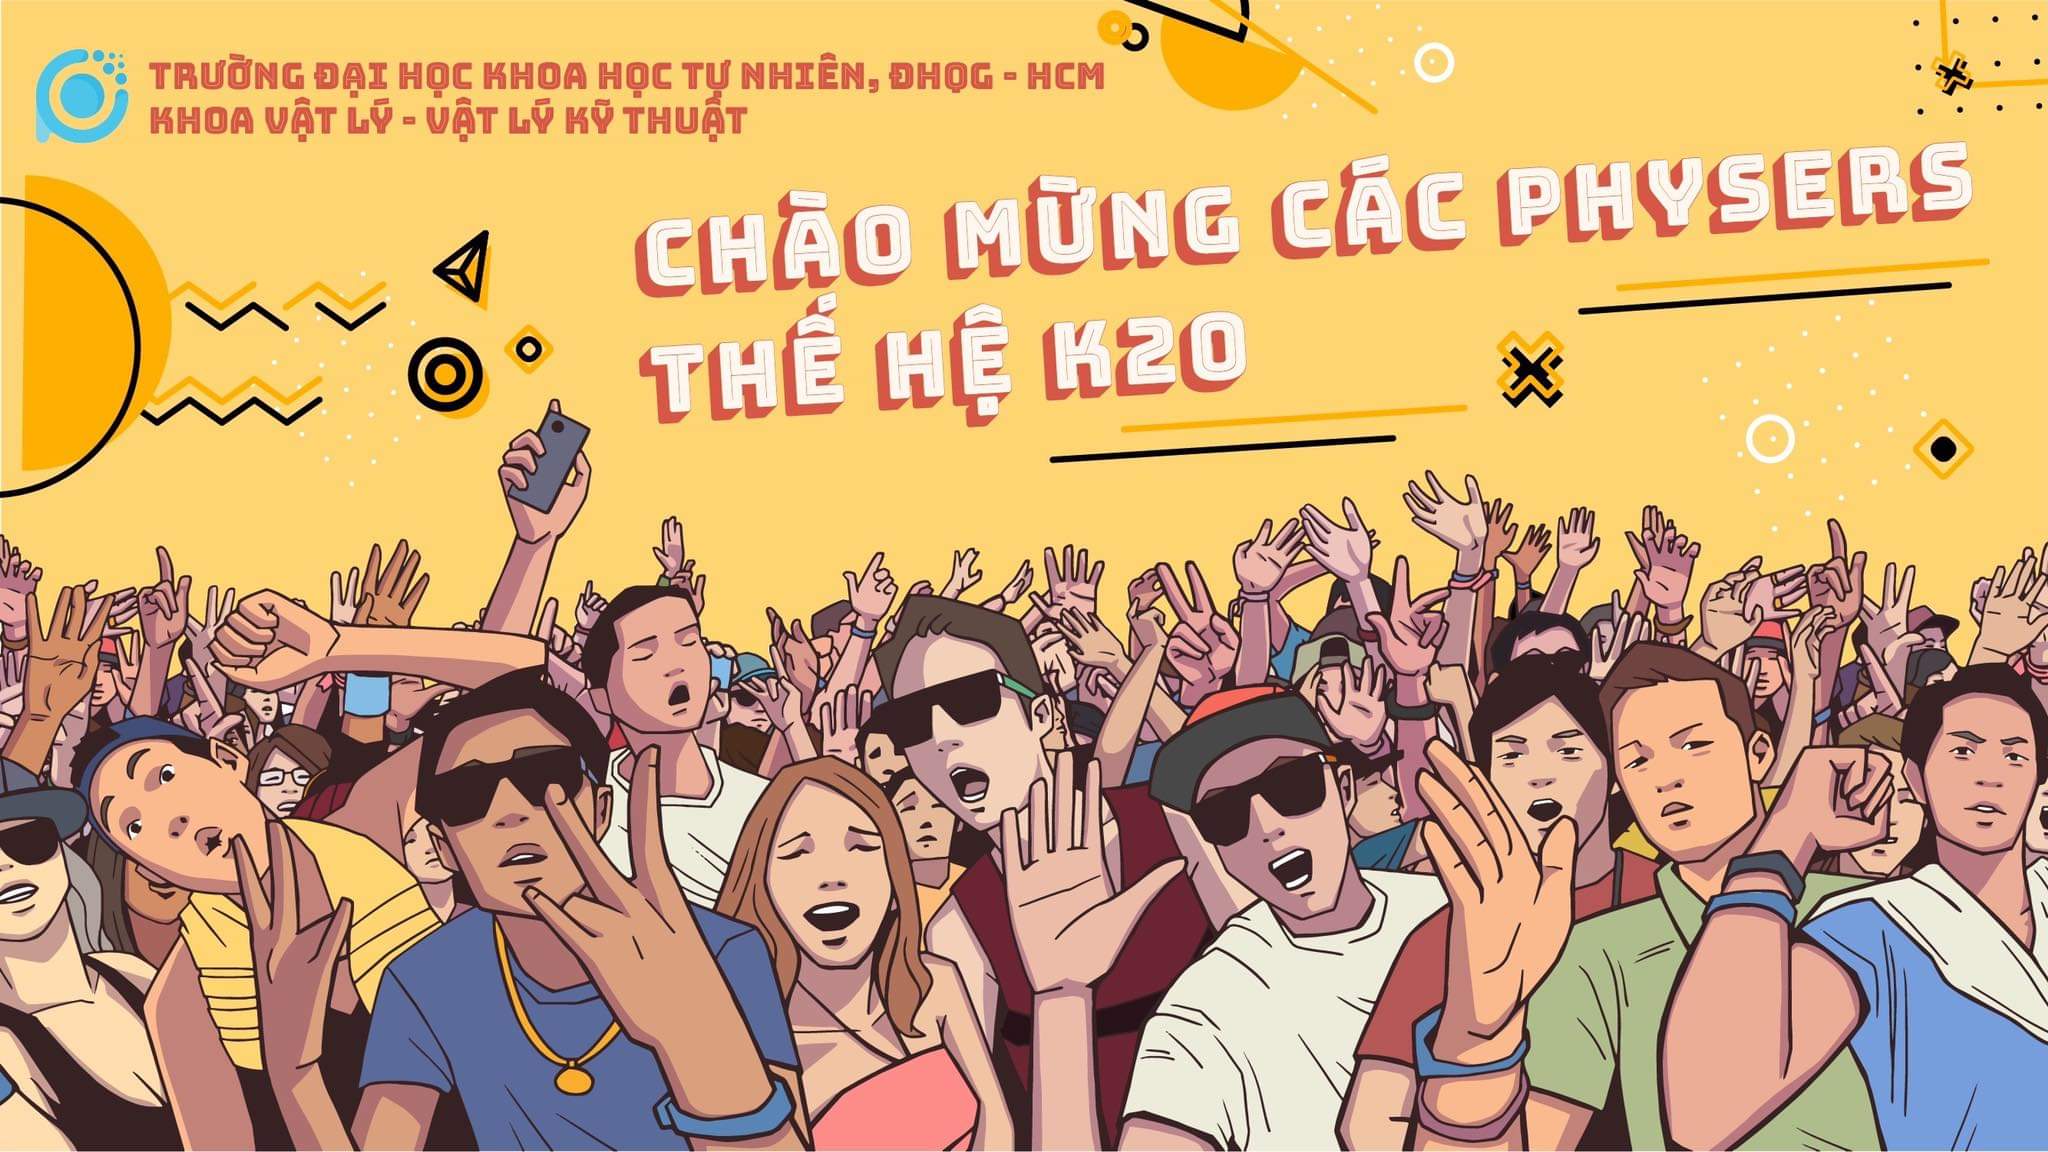 TRƯỜNG ĐẠI HỌC KHOA HỌC TỰ NHIÊN, ĐHQG - HCM
KHOA VẬT LÝ - VẬT LÝ KỸ THUẬT
CHÀO MỪNG CÁC PHYSERS
THẾ HỆ K20